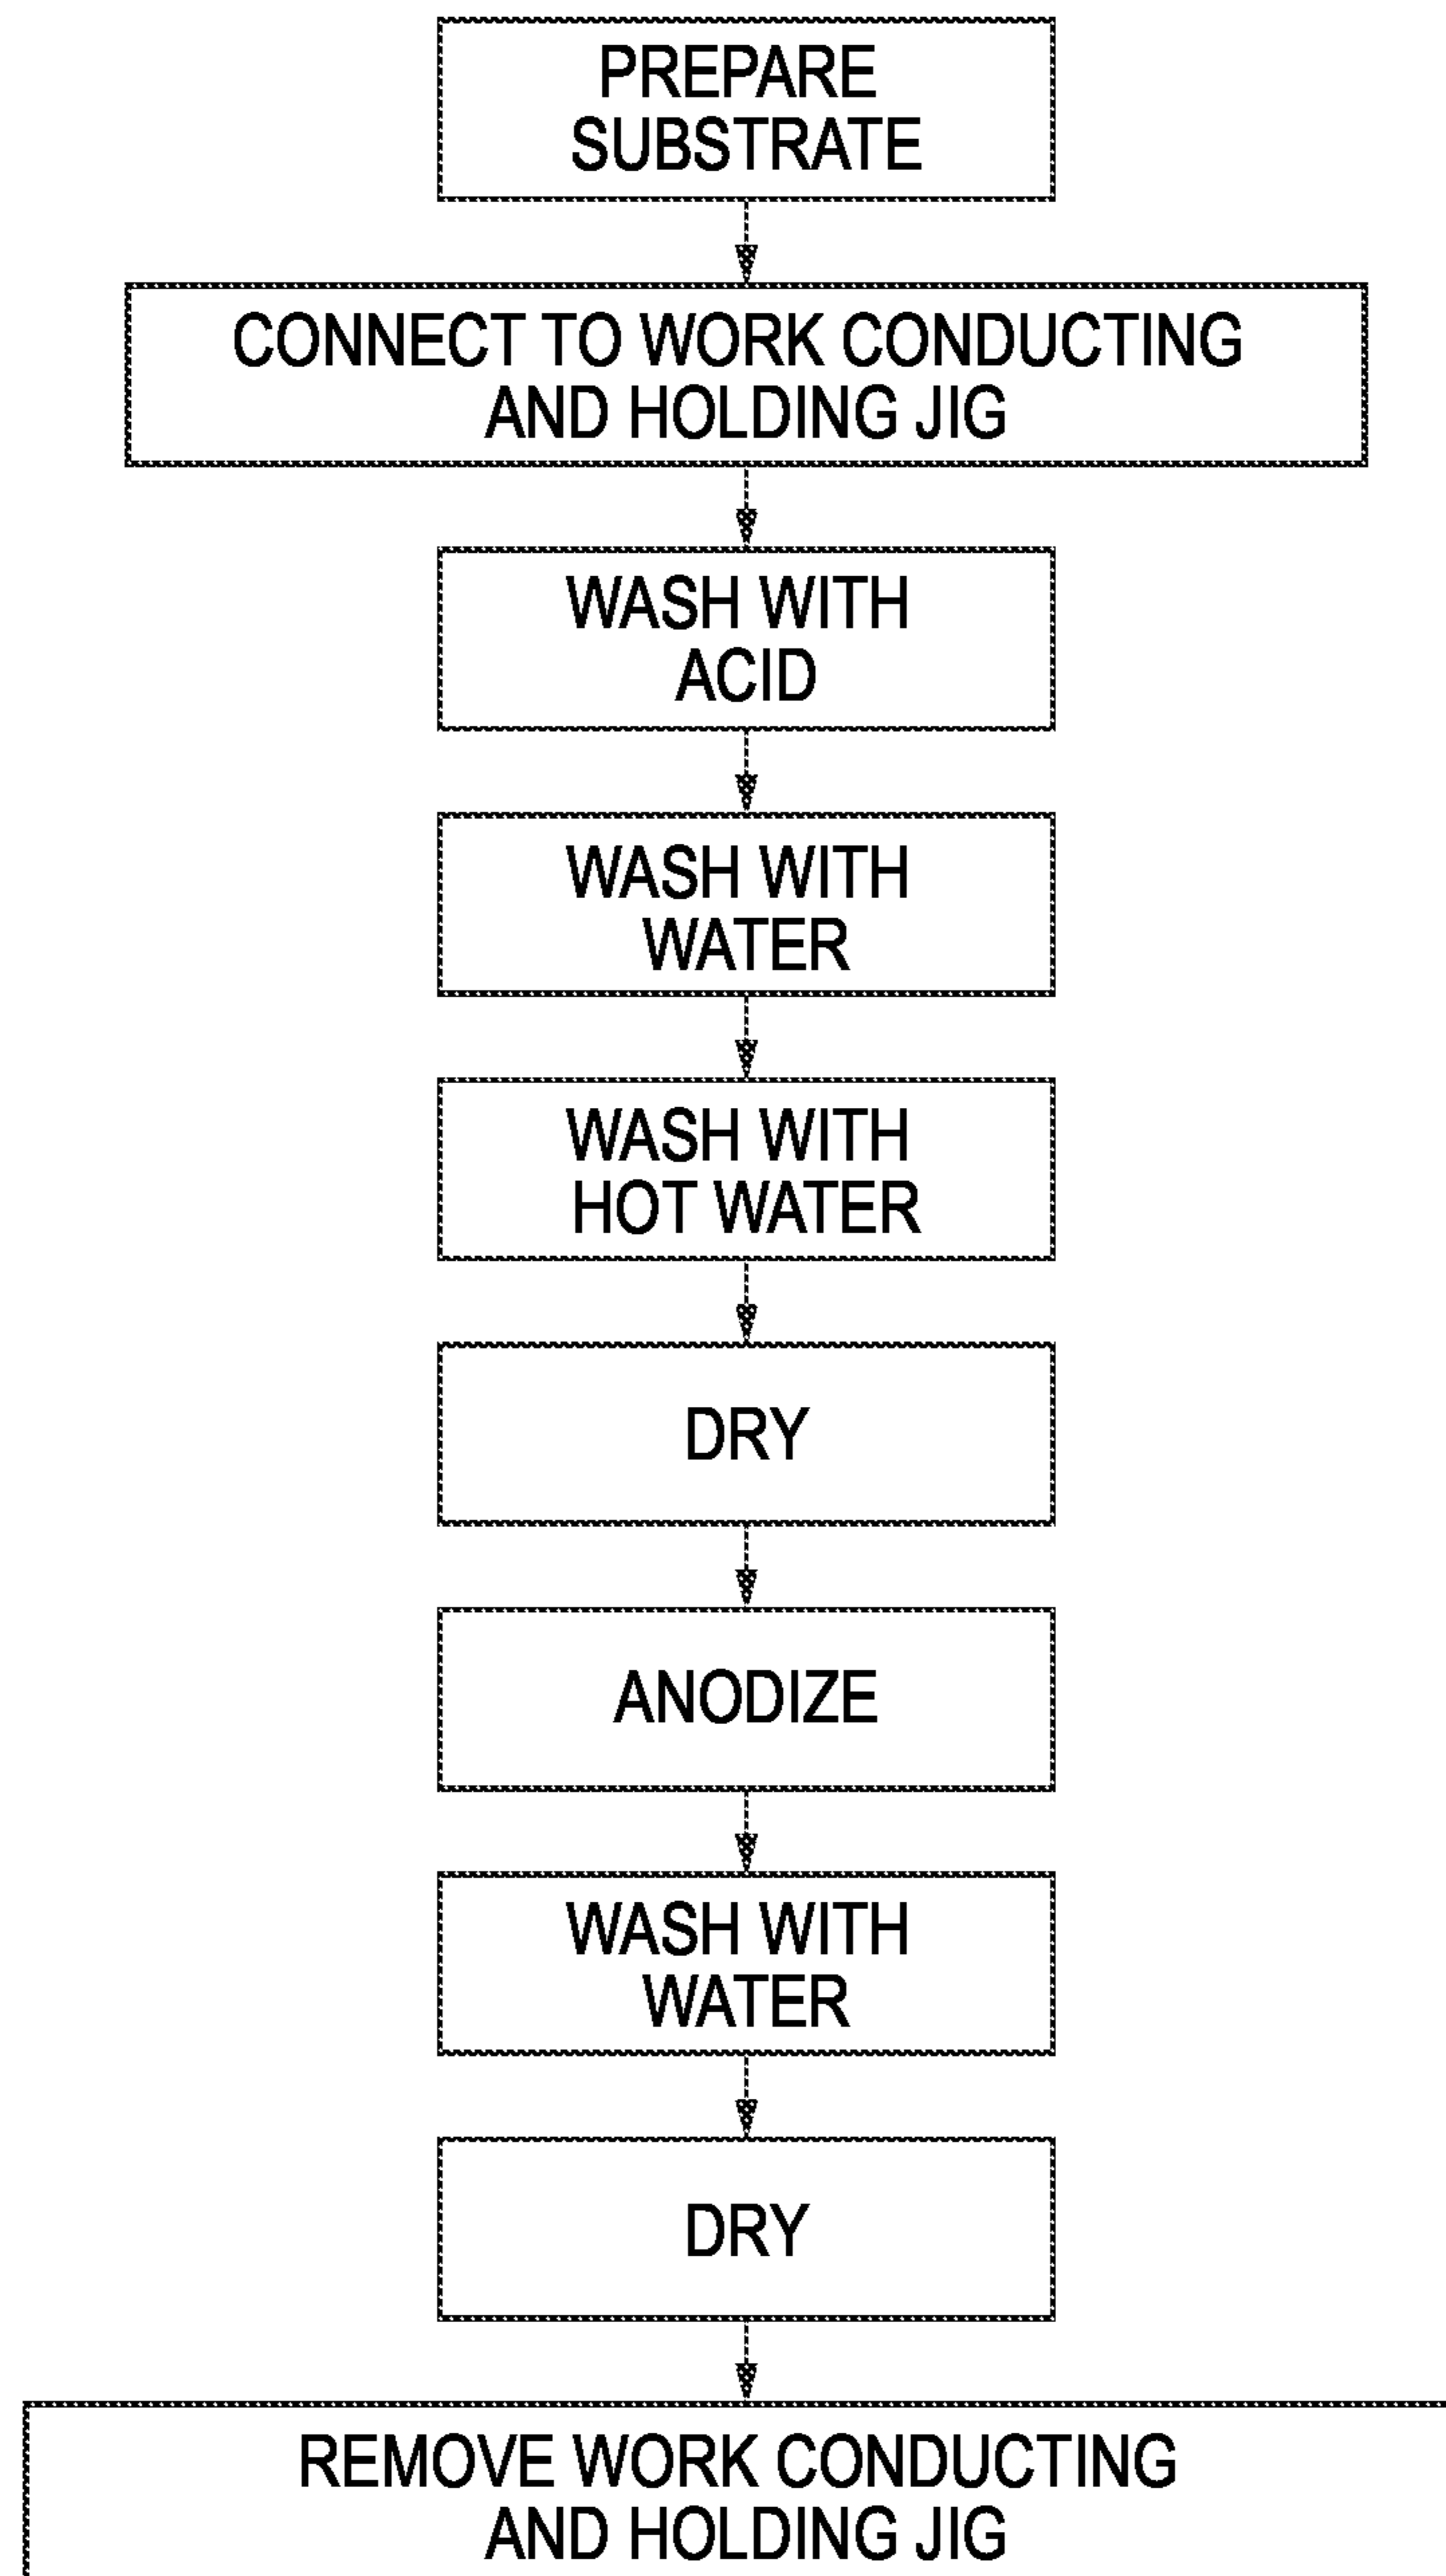 PREPARE
SUBSTRATE
CONNECT TO WORK CONDUCTING
AND HOLDING JIG
WASH WITH
ACID
WASH WITH
WATER
WASH WITH
HOT WATER
DRY
ANODIZE
WASH WITH
WATER
DRY
REMOVE WORK CONDUCTING
AND HOLDING JIG